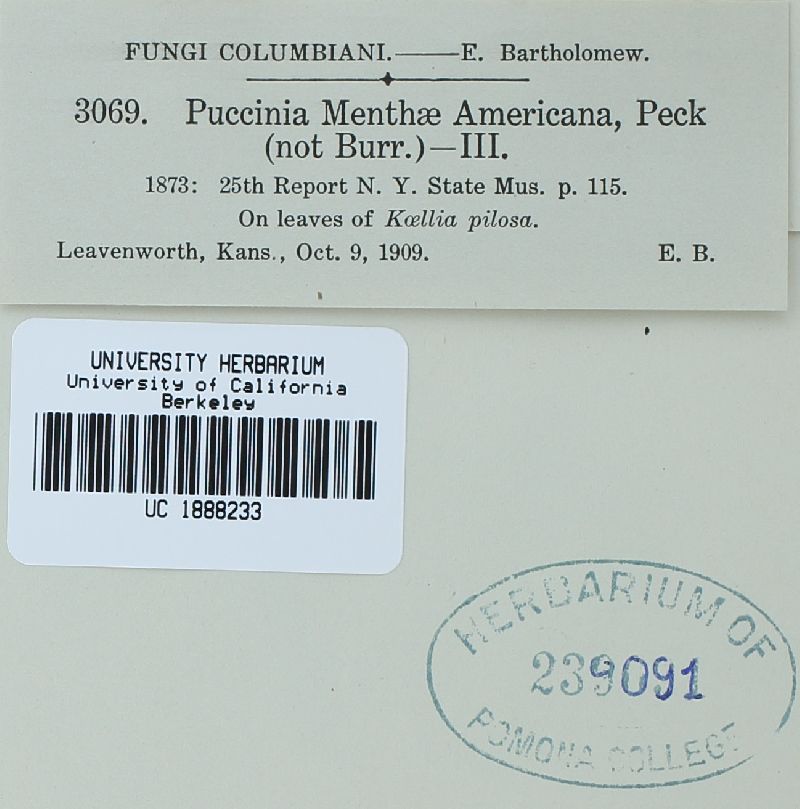 FUNGI COLUMBIANI.——E. Bartholomew.
3069. Puccinia Menthæ Americana, Peck
(not Burr.)—III.
1873: 25th Report N. Y. State Mus. p. 115.
On leaves of Kœllia pilosa.
Leavenworth, Kans., Oct. 9, 1909. E. B.
UNIVERSITY HERBARIUM
University of California
Berkeley
UC 1888233
HERBARIUM OF
239091
POMONA COLLEGE